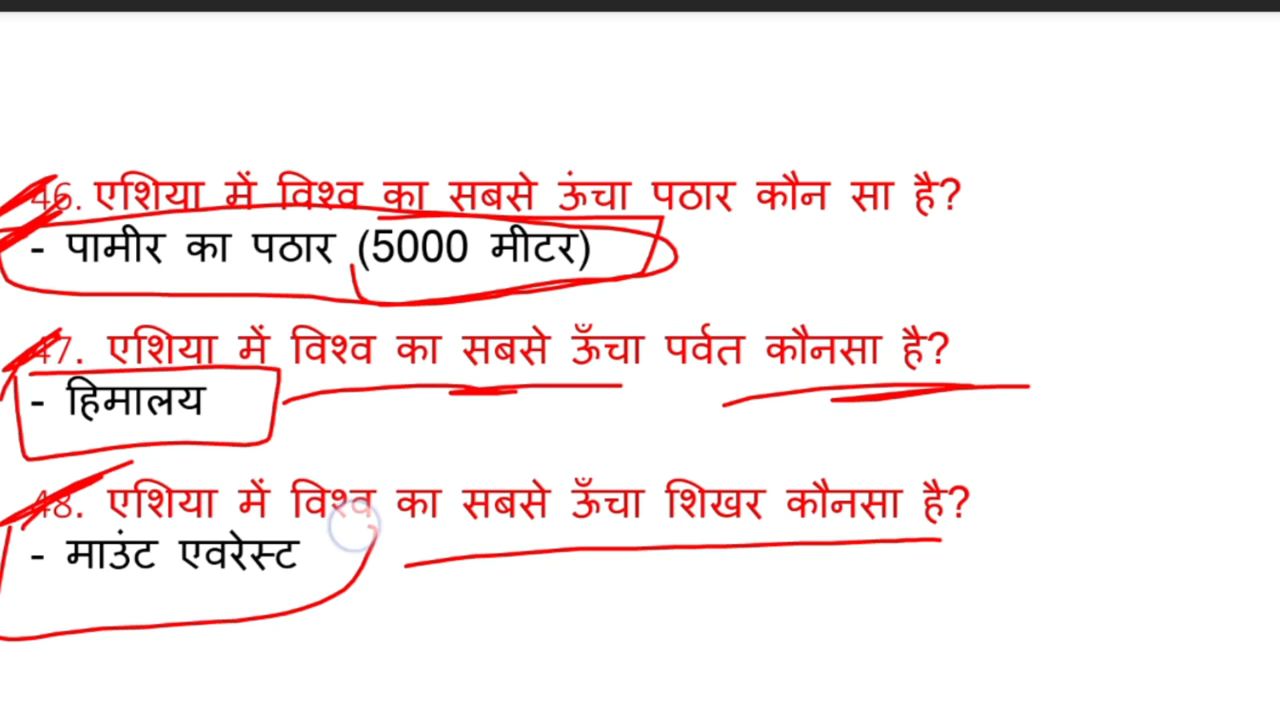 46. एशिया में विश्व का सबसे ऊंचा पठार कौन सा है?
- पामीर का पठार (5000 मीटर)
47. एशिया में विश्व का सबसे ऊँचा पर्वत कौनसा है?
- हिमालय
48. एशिया में विश्व का सबसे ऊँचा शिखर कौनसा है?
- माउंट एवरेस्ट